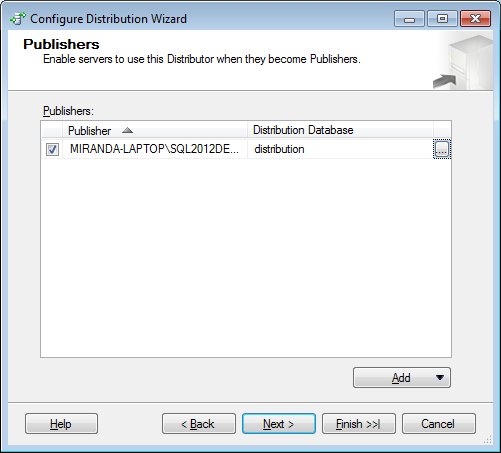 Configure Distribution Wizard
Publishers
Enable servers to use this Distributor when they become Publishers.
Publishers:
Publisher Distribution Database
MIRANDA-LAPTOP\SQL2012DE... distribution ...
Add
Help < Back Next > Finish >>| Cancel